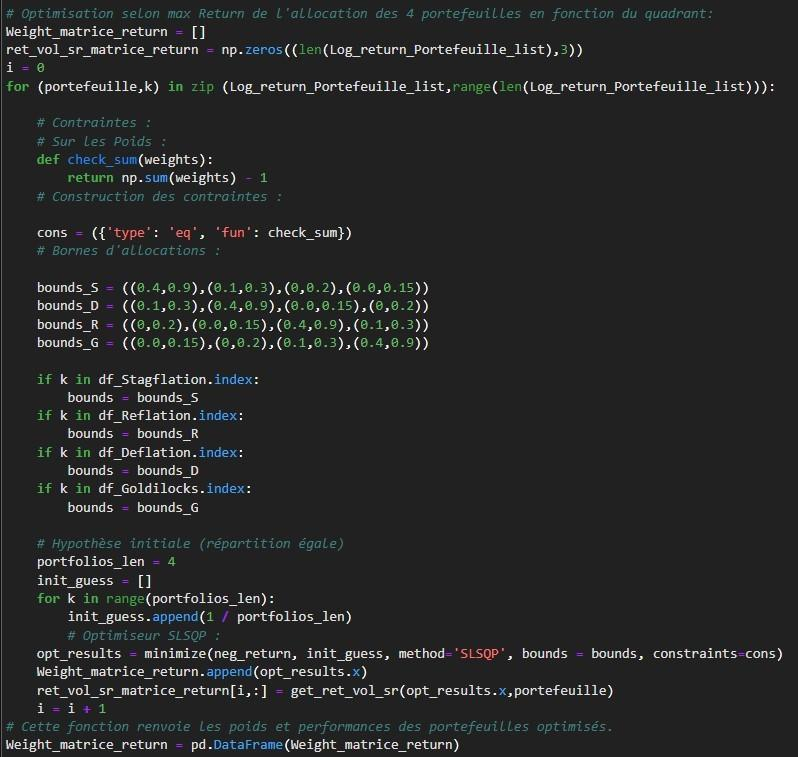 # Optimisation selon max Return de l'allocation des 4 portefeuilles en fonction du quadrant:
Weight_matrice_return = []
ret_vol_sr_matrice_return = np.zeros((len(Log_return_Portefeuille_list),3))
i = 0
for (portefeuille,k) in zip (Log_return_Portefeuille_list,range(len(Log_return_Portefeuille_list))):
# Contraintes :
# Sur les Poids :
def check_sum(weights):
return np.sum(weights) - 1
# Construction des contraintes :
cons = ({'type': 'eq', 'fun': check_sum})
# Bornes d'allocations :
bounds_S = ((0.4,0.9),(0.1,0.3),(0,0.2),(0.0,0.15))
bounds_D = ((0.1,0.3),(0.4,0.9),(0.0,0.15),(0,0.2))
bounds_R = ((0,0.2),(0.0,0.15),(0.4,0.9),(0.1,0.3))
bounds_G = ((0.0,0.15),(0,0.2),(0.1,0.3),(0.4,0.9))
if k in df_Stagflation.index:
bounds = bounds_S
if k in df_Reflation.index:
bounds = bounds_R
if k in df_Deflation.index:
bounds = bounds_D
if k in df_Goldilocks.index:
bounds = bounds_G
# Hypothèse initiale (répartition égale)
portfolios_len = 4
init_guess = []
for k in range(portfolios_len):
init_guess.append(1 / portfolios_len)
# Optimiseur SLSQP :
opt_results = minimize(neg_return, init_guess, method='SLSQP', bounds = bounds, constraints=cons)
Weight_matrice_return.append(opt_results.x)
ret_vol_sr_matrice_return[i,:] = get_ret_vol_sr(opt_results.x,portefeuille)
i = i + 1
# Cette fonction renvoie les poids et performances des portefeuilles optimisés.
Weight_matrice_return = pd.DataFrame(Weight_matrice_return)